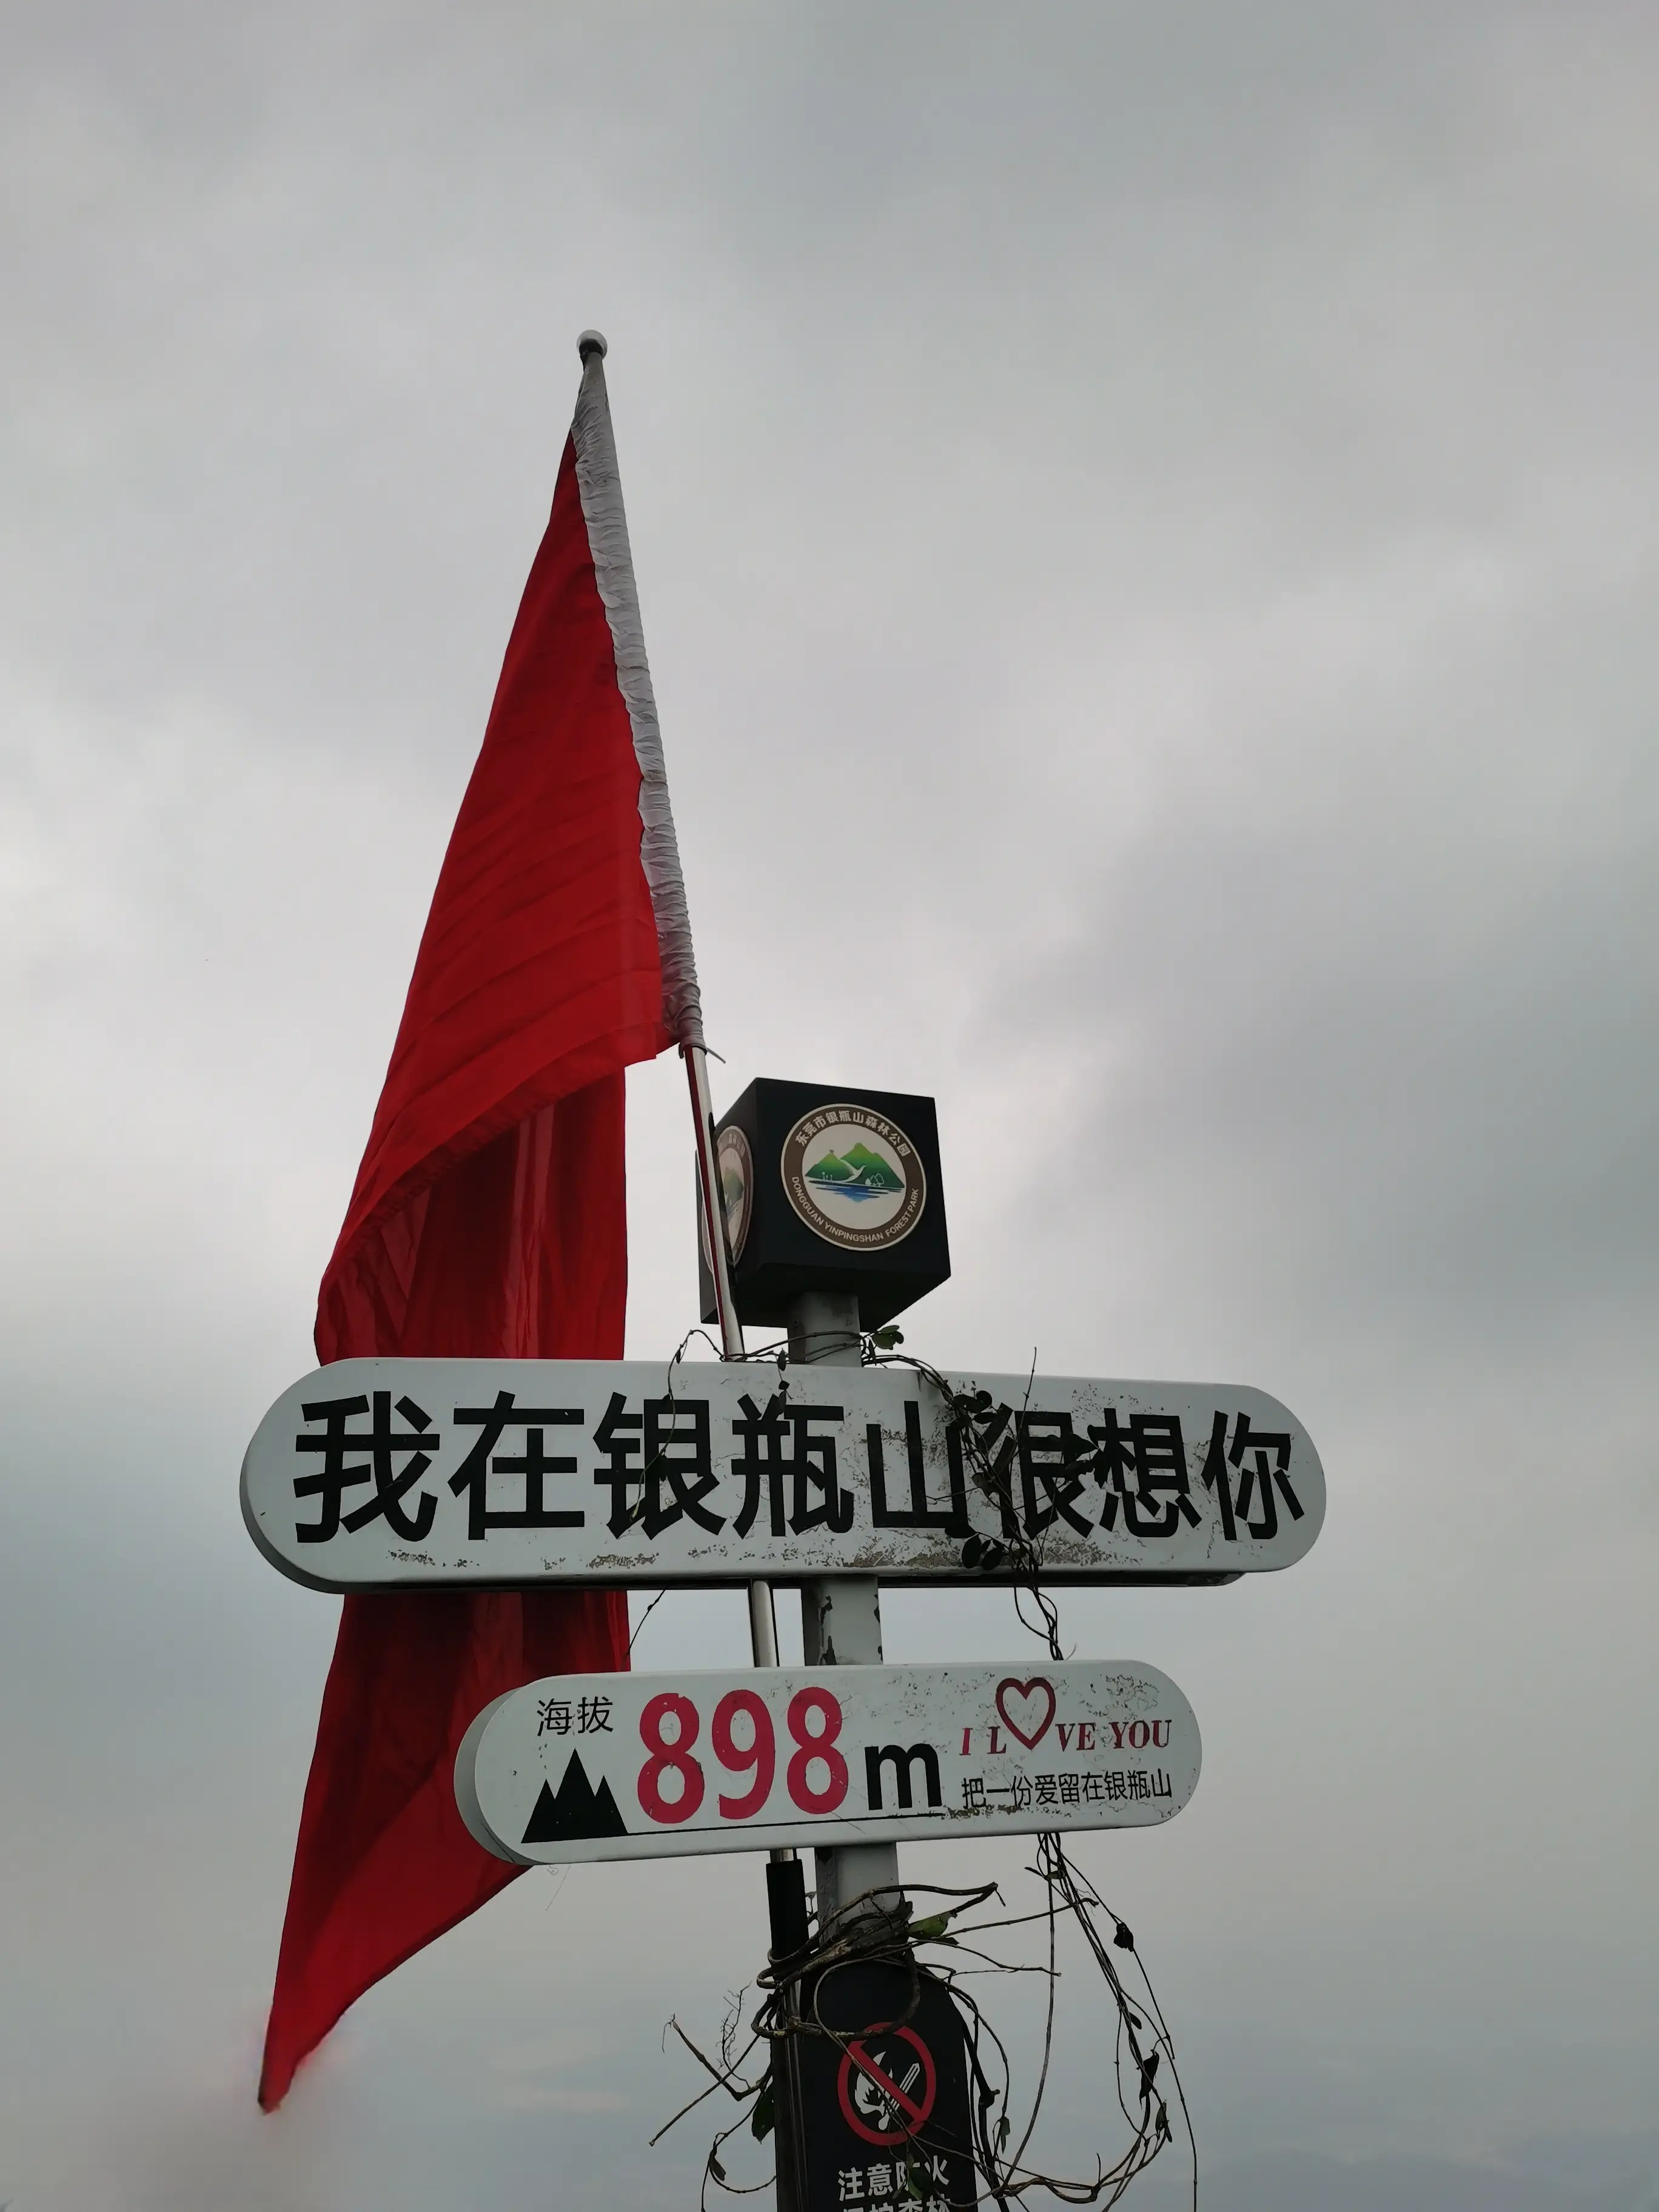 东莞市银瓶山森林公园
DONGGUAN YINPINGSHAN FOREST PARK
我在银瓶山很想你
海拔
898m
I L VE YOU
把一份爱留在银瓶山
注意防火